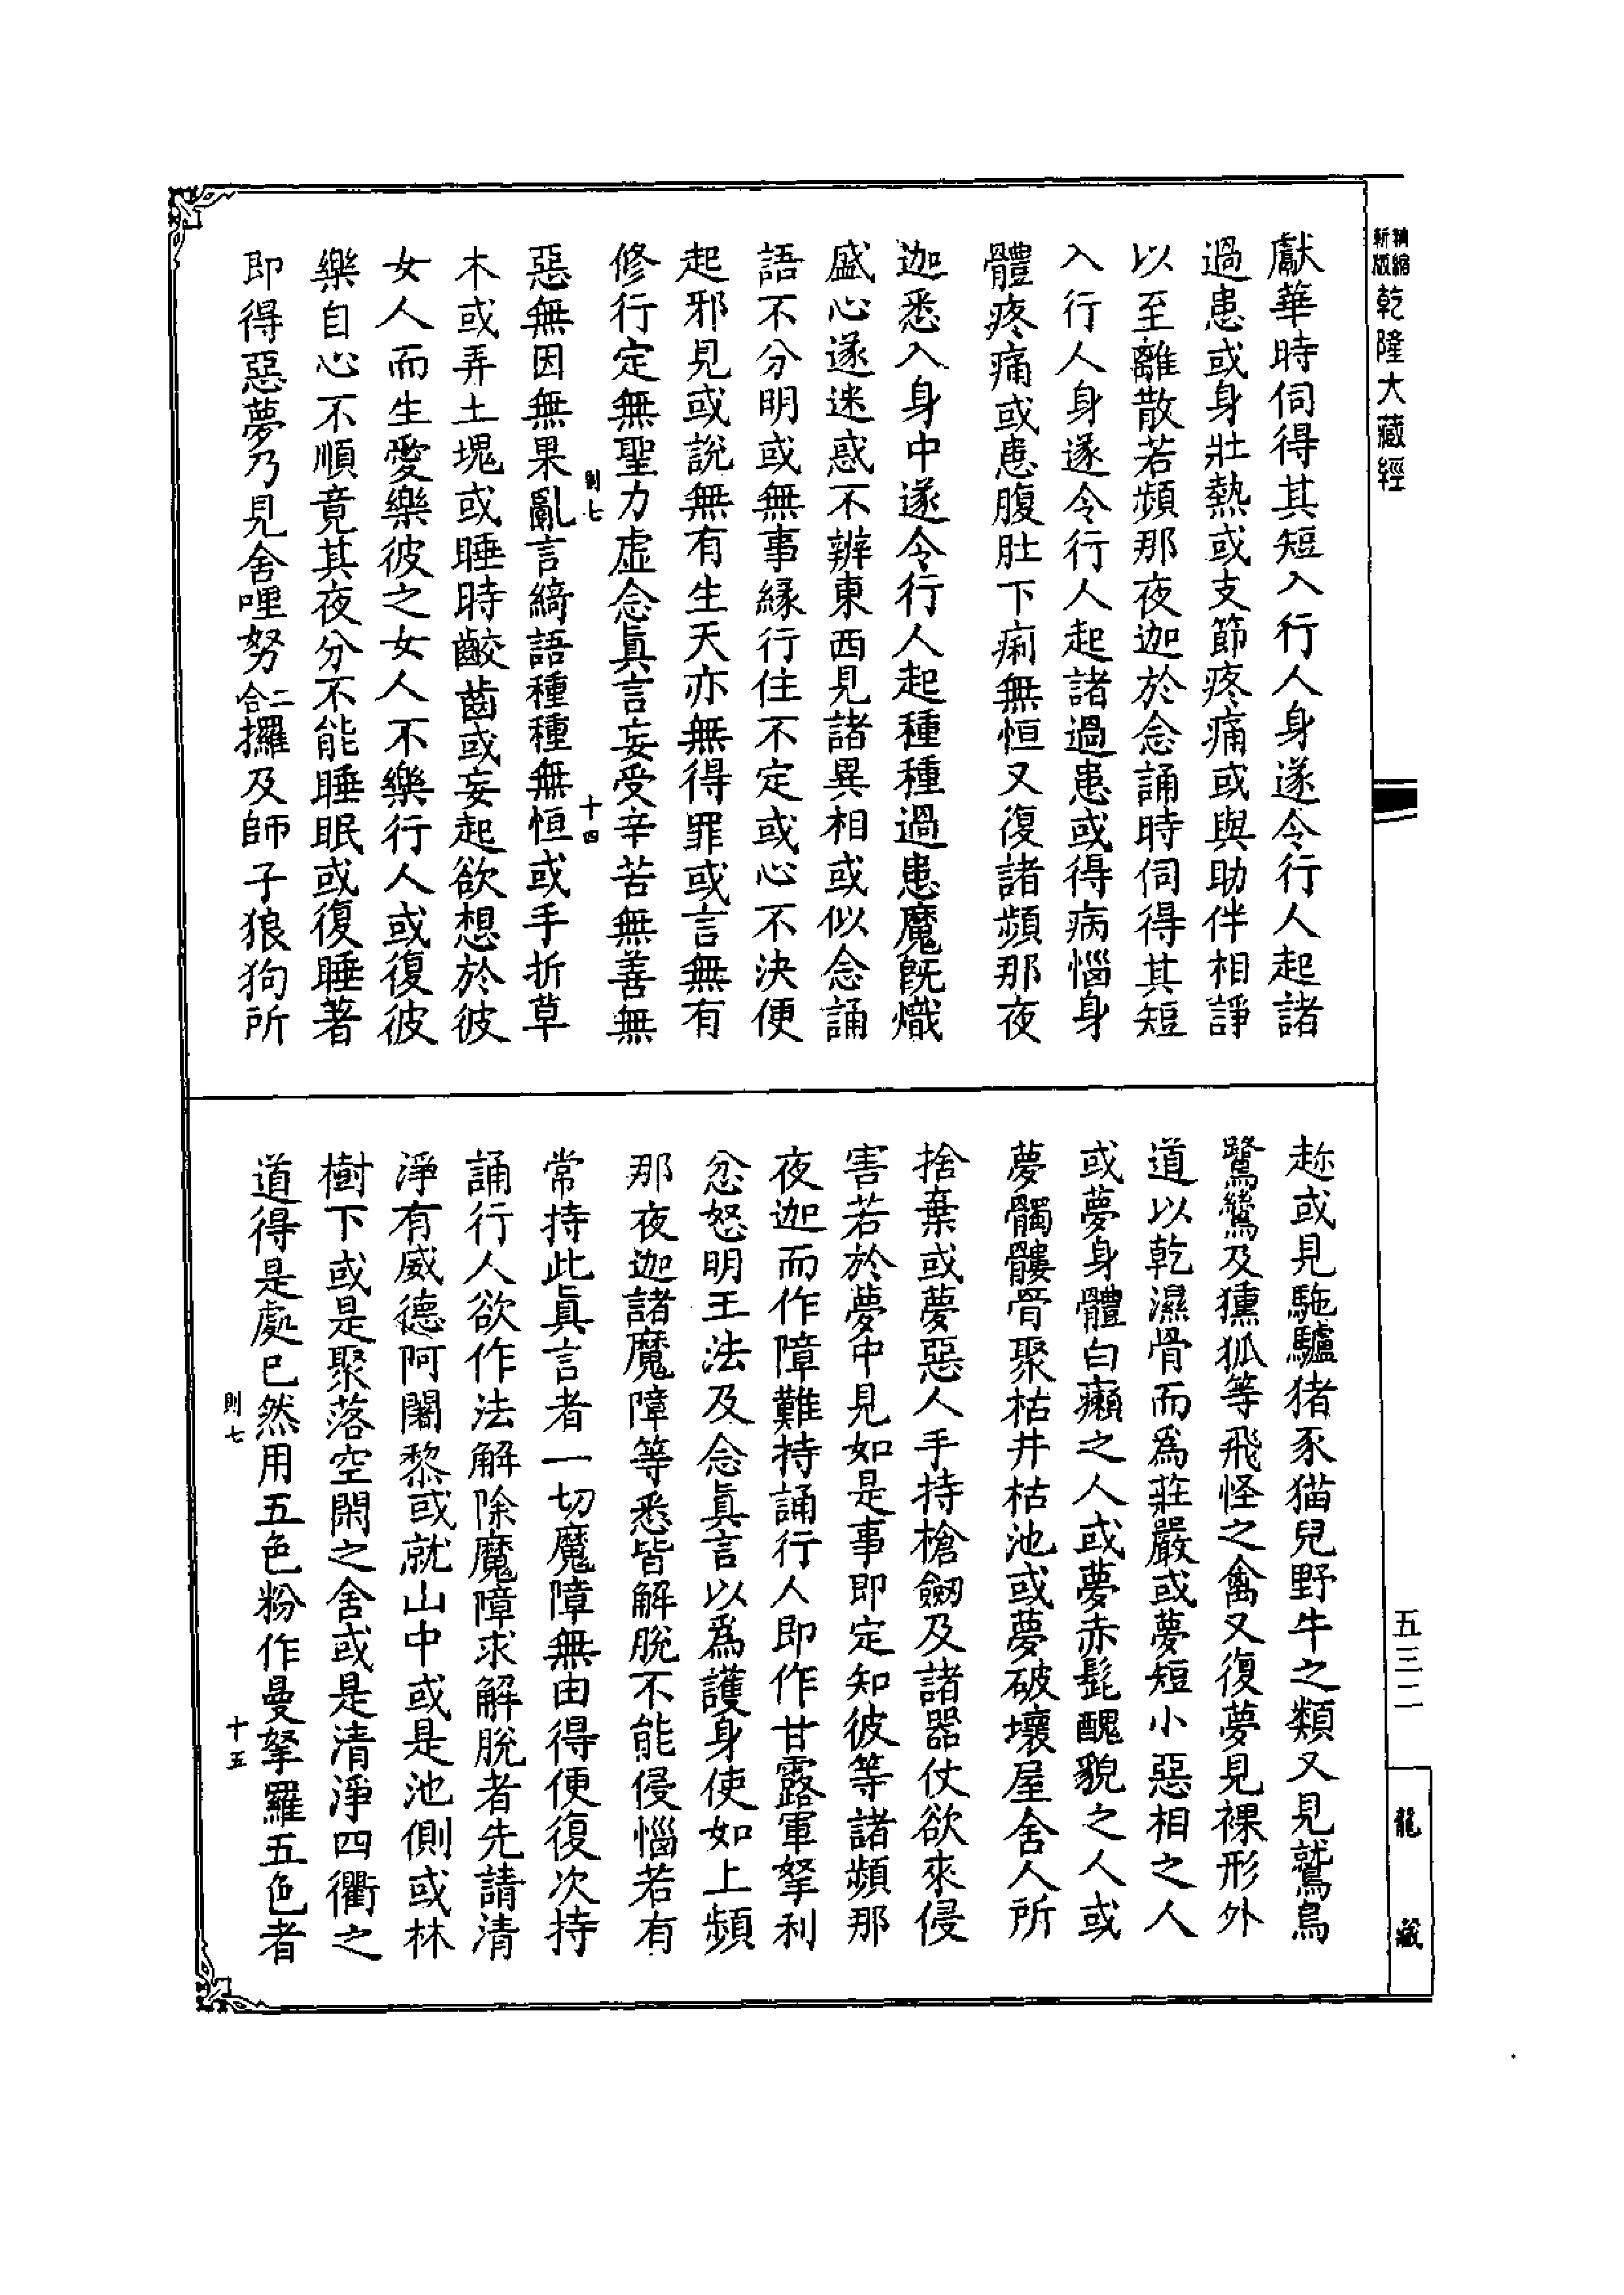 精縮
新版
乾隆大藏經
獻華時伺得其短入行人身遂令行人起諸
過患或身壯熱或支節疼痛或與助伴相諍
以至離散若頻那夜迦於念誦時伺得其短
入行人身遂令行人起諸過患或得病惱身
體疼痛或患腹肚下痢無恒又復諸頻那夜
迦悉入身中遂令行人起種種過患魔既熾
盛心遂迷惑不辨東西見諸異相或似念誦
語不分明或無事緣行住不定或心不決便
起邪見或說無有生天亦無得罪或言無有
修行定無聖力虛念眞言妄受辛苦無善無
則七 十四
惡無因無果亂言綺語種種無恒或手折草
木或弄土塊或睡時齩齒或妄起欲想於彼
女人而生愛樂彼之女人不樂行人或復彼
樂自心不順竟其夜分不能睡眠或復睡著
即得惡夢乃見舍哩努二合攞及師子狼狗所
趂或見駞驢猪豕猫兒野牛之類又見鷲鳥
鷺鷥及獯狐等飛怪之禽又復夢見裸形外
道以乾濕骨而爲莊嚴或夢短小惡相之人
或夢身體白癩之人或夢赤髭醜貌之人或
夢髑髏骨聚枯井枯池或夢破壞屋舍人所
捨棄或夢惡人手持槍劒及諸器仗欲來侵
害若於夢中見如是事即定知彼等諸頻那
夜迦而作障難持誦行人即作甘露軍拏利
忿怒明王法及念眞言以爲護身使如上頻
那夜迦諸魔障等悉皆解脫不能侵惱若有
常持此眞言者一切魔障無由得便復次持
誦行人欲作法解除魔障求解脫者先請清
淨有威德阿闍黎或就山中或是池側或林
樹下或是聚落空閑之舍或是清淨四衢之
道得是處已然用五色粉作曼拏羅五色者
則七 十五
五三二
龍藏